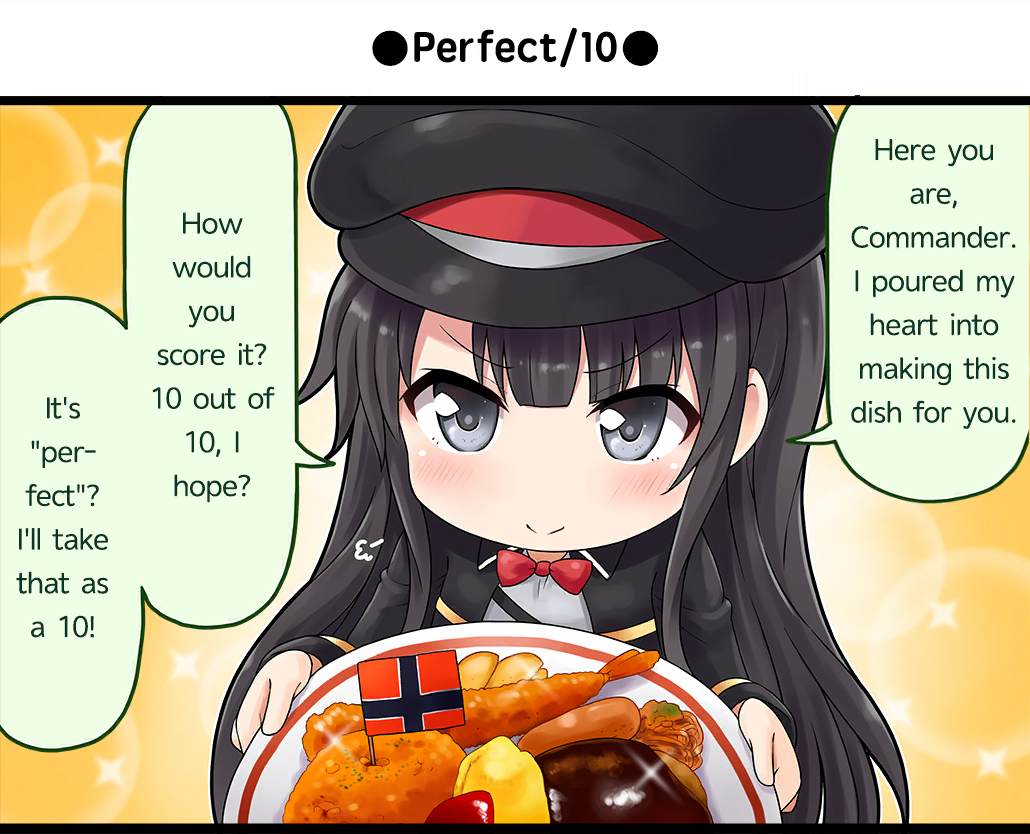 ●Perfect/10●
Here you
are,
Commander.
I poured my
heart into
making this
dish for you.
How
would
you
score it?
10 out of
10, I
hope?
It's
"per-
fect"?
I'll take
that as
a 10!